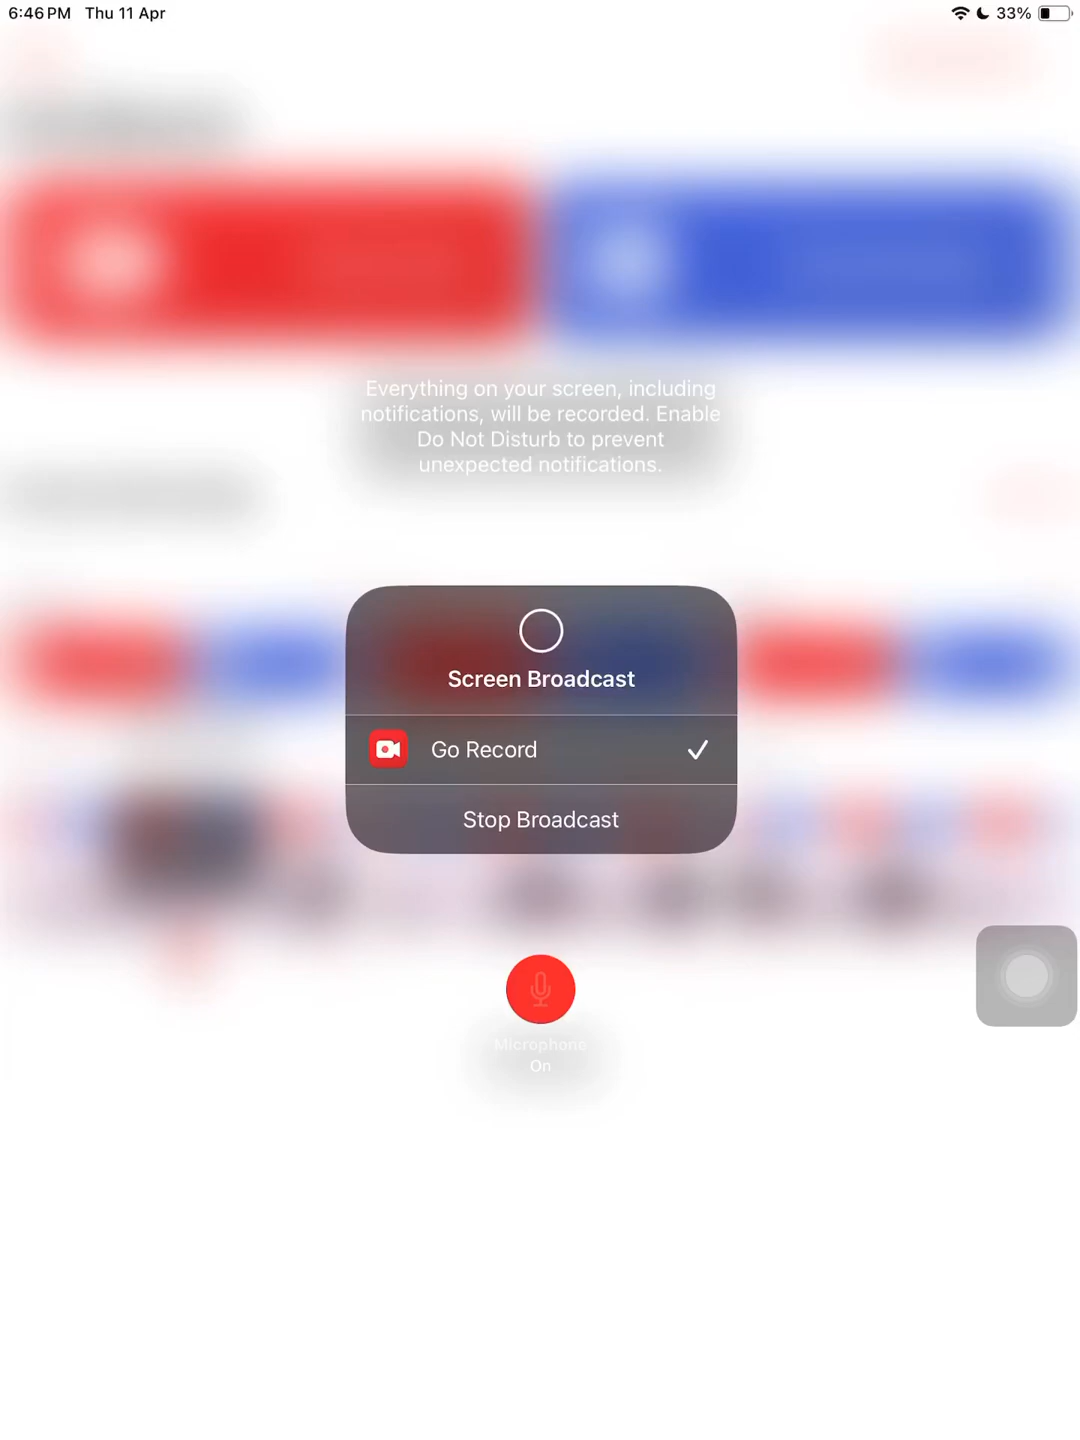 6:46 PM Thu 11 Apr
33%
Everything on your screen, including
notifications, will be recorded. Enable
Do Not Disturb to prevent
unexpected notifications.
Screen Broadcast
Go Record
Stop Broadcast
Microphone
On